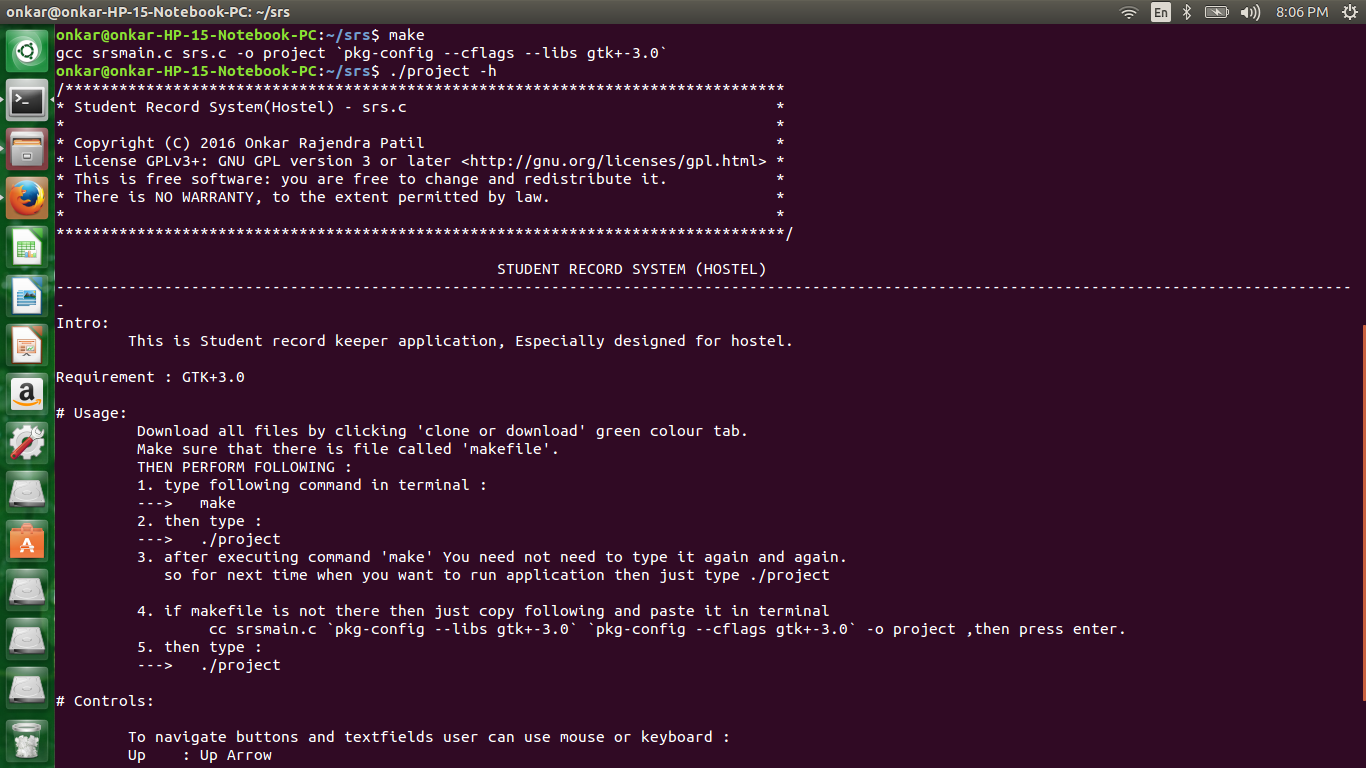 onkar@onkar-HP-15-Notebook-PC: ~/srs
En
8:06 PM
onkar@onkar-HP-15-Notebook-PC:~/srs$ make
gcc srsmain.c srs.c -o project `pkg-config --cflags --libs gtk+-3.0`
onkar@onkar-HP-15-Notebook-PC:~/srs$ ./project -h
/********************************************************************************
* Student Record System(Hostel) - srs.c                                         *
*                                                                               *
* Copyright (C) 2016 Onkar Rajendra Patil                                       *
* License GPLv3+: GNU GPL version 3 or later <http://gnu.org/licenses/gpl.html> *
* This is free software: you are free to change and redistribute it.            *
* There is NO WARRANTY, to the extent permitted by law.                         *
*                                                                               *
*********************************************************************************/
STUDENT RECORD SYSTEM (HOSTEL)
------------------------------------------------------------------------------------------------------------------------------------------------
-
Intro:
This is Student record keeper application, Especially designed for hostel.
Requirement : GTK+3.0
# Usage:
Download all files by clicking 'clone or download' green colour tab.
Make sure that there is file called 'makefile'.
THEN PERFORM FOLLOWING :
1. type following command in terminal :
---> make
2. then type :
---> ./project
3. after executing command 'make' You need not need to type it again and again.
so for next time when you want to run application then just type ./project
4. if makefile is not there then just copy following and paste it in terminal
cc srsmain.c `pkg-config --libs gtk+-3.0` `pkg-config --cflags gtk+-3.0` -o project ,then press enter.
5. then type :
---> ./project
# Controls:
To navigate buttons and textfields user can use mouse or keyboard :
Up : Up Arrow